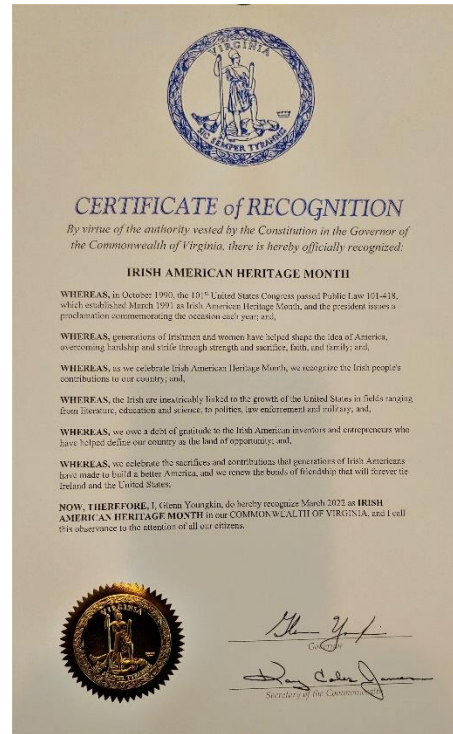 VIRGINIA
SIC SEMPER TYRANNIS
CERTIFICATE of RECOGNITION
By virtue of the authority vested by the Constitution in the Governor of
the Commonwealth of Virginia, there is hereby officially recognized:
IRISH AMERICAN HERITAGE MONTH
WHEREAS, in October 1990, the 101st United States Congress passed Public Law 101-418,
which established March 1991 as Irish American Heritage Month, and the president issues a
proclamation commemorating the occasion each year; and,
WHEREAS, generations of Irishmen and women have helped shape the idea of America,
overcoming hardship and strife through strength and sacrifice, faith, and family; and,
WHEREAS, as we celebrate Irish American Heritage Month, we recognize the Irish people's
contributions to our country; and,
WHEREAS, the Irish are inextricably linked to the growth of the United States in fields ranging
from literature, education and science, to politics, law enforcement and military, and,
WHEREAS, we owe a debt of gratitude to the Irish American inventors and entrepreneurs who
have helped define our country as the land of opportunity; and,
WHEREAS, we celebrate the sacrifices and contributions that generations of Irish Americans
have made to build a better America, and we renew the bonds of friendship that will forever tie
Ireland and the United States;
NOW, THEREFORE, I, Glenn Youngkin, do hereby recognize March 2022 as IRISH
AMERICAN HERITAGE MONTH in our COMMONWEALTH OF VIRGINIA, and I call
this observance to the attention of all our citizens.
VIRGINIA
Governor
Kay Coles James
Secretary of the Commonwealth